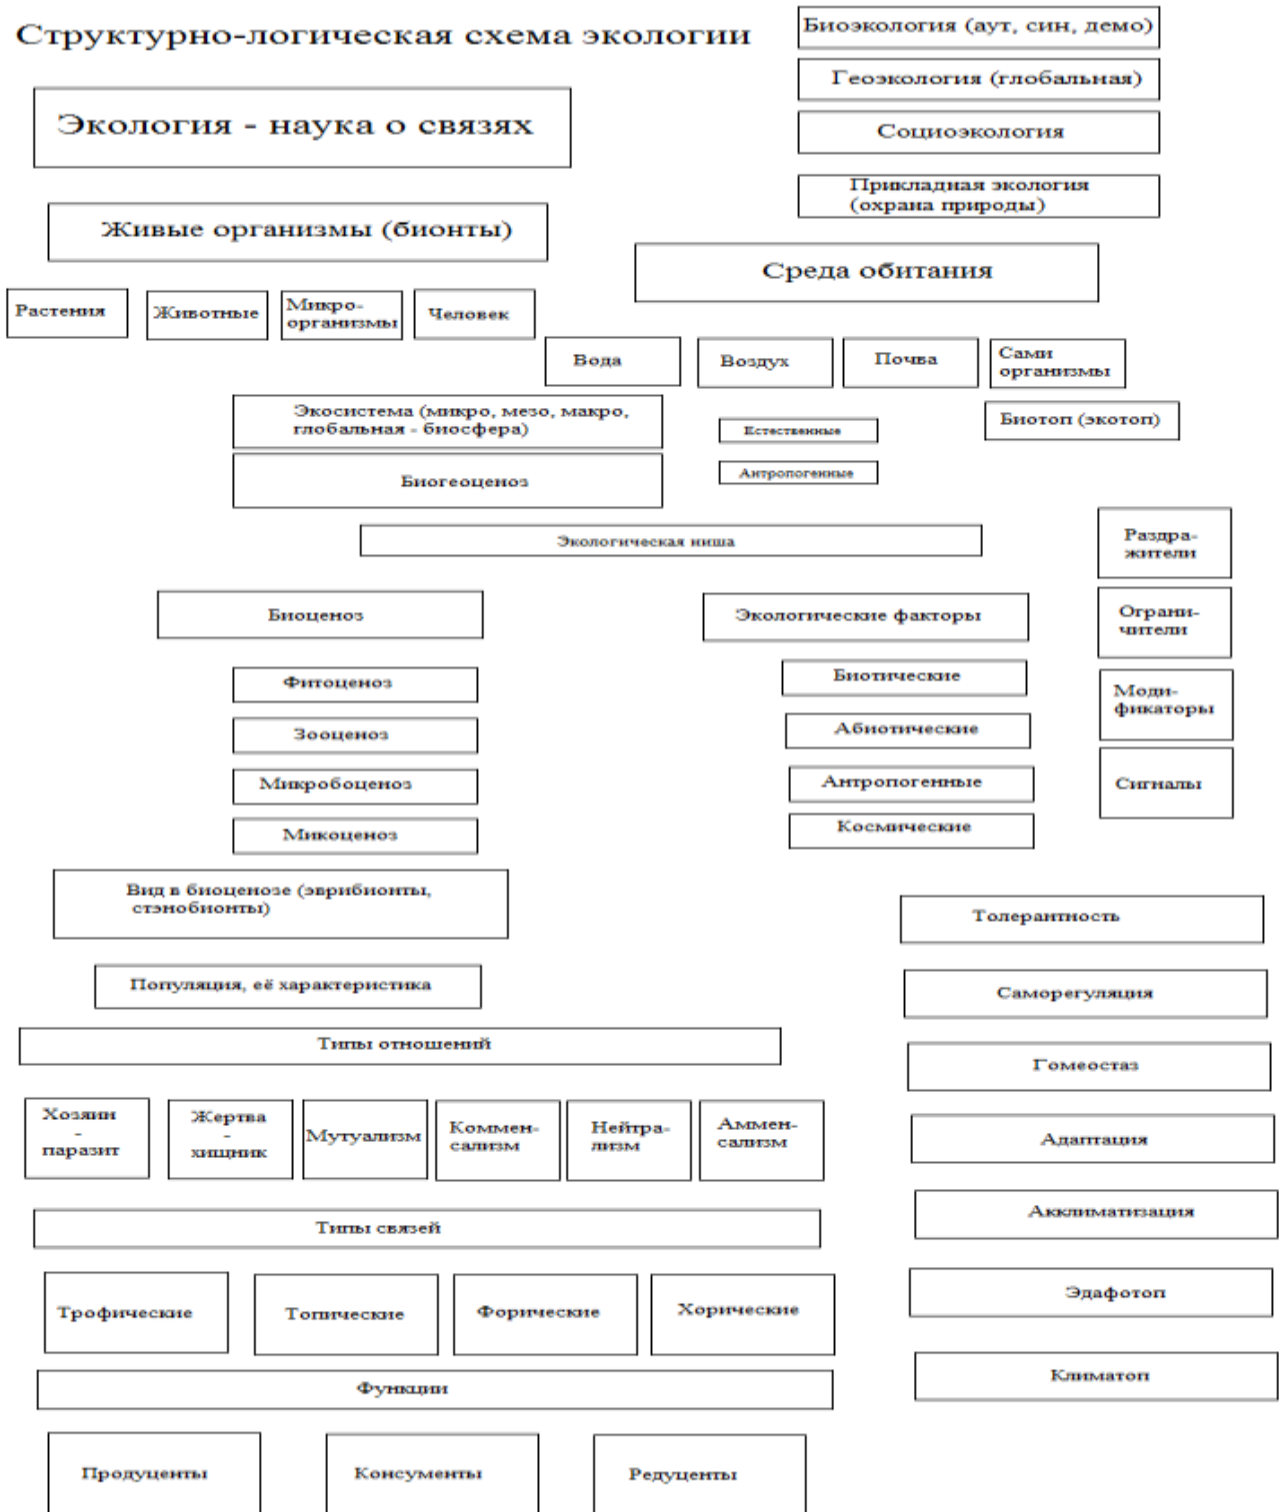 Структурно-логическая схема экологии
Биоэкология (аут, син, демо)
Геоэкология (глобальная)
Экология - наука о связях
Социоэкология
Прикладная экология
(охрана природы)
Живые организмы (бионты)
Среда обитания
Растения
Животные
Микро-
организмы
Человек
Вода
Воздух
Почва
Сами
организмы
Экосистема (микро, мезо, макро,
глобальная - биосфера)
Естественные
Биотоп (экотоп)
Биогеоценоз
Антропогенные
Экологическая ниша
Раздра-
жители
Биоценоз
Экологические факторы
Ограни-
чители
Фитоценоз
Биотические
Моди-
фикаторы
Зооценоз
Абиотические
Микробоценоз
Антропогенные
Сигналы
Микоценоз
Космические
Вид в биоценозе (эврибионты,
стэнобионты)
Толерантность
Популяция, её характеристика
Саморегуляция
Типы отношений
Гомеостаз
Хозяин
-
паразит
Жертва
-
хищник
Мутуализм
Коммен-
сализм
Нейтра-
лизм
Аммен-
сализм
Адаптация
Типы связей
Акклиматизация
Трофические
Топические
Форические
Хорические
Эдафотоп
Функции
Климатоп
Продуценты
Консументы
Редуценты